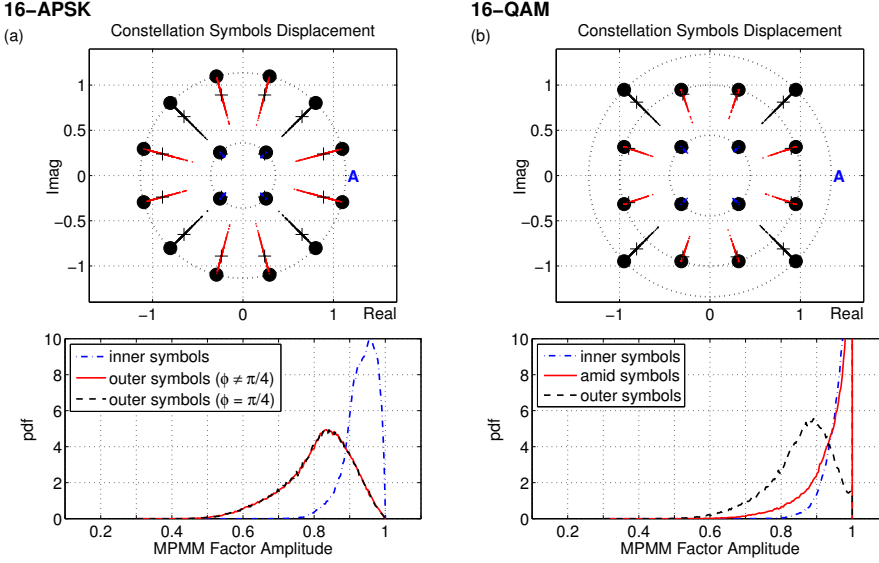 16−APSK
(a)
Constellation Symbols Displacement
1
0.5
0
−0.5
−1
Imag
A
−1
0
1
Real
10
8
6
4
2
0
pdf
inner symbols
outer symbols (ϕ ≠ π/4)
outer symbols (ϕ = π/4)
0.2
0.4
0.6
0.8
1
MPMM Factor Amplitude
16−QAM
(b)
Constellation Symbols Displacement
1
0.5
0
−0.5
−1
Imag
A
−1
0
1
Real
10
8
6
4
2
0
pdf
inner symbols
amid symbols
outer symbols
0.2
0.4
0.6
0.8
1
MPMM Factor Amplitude